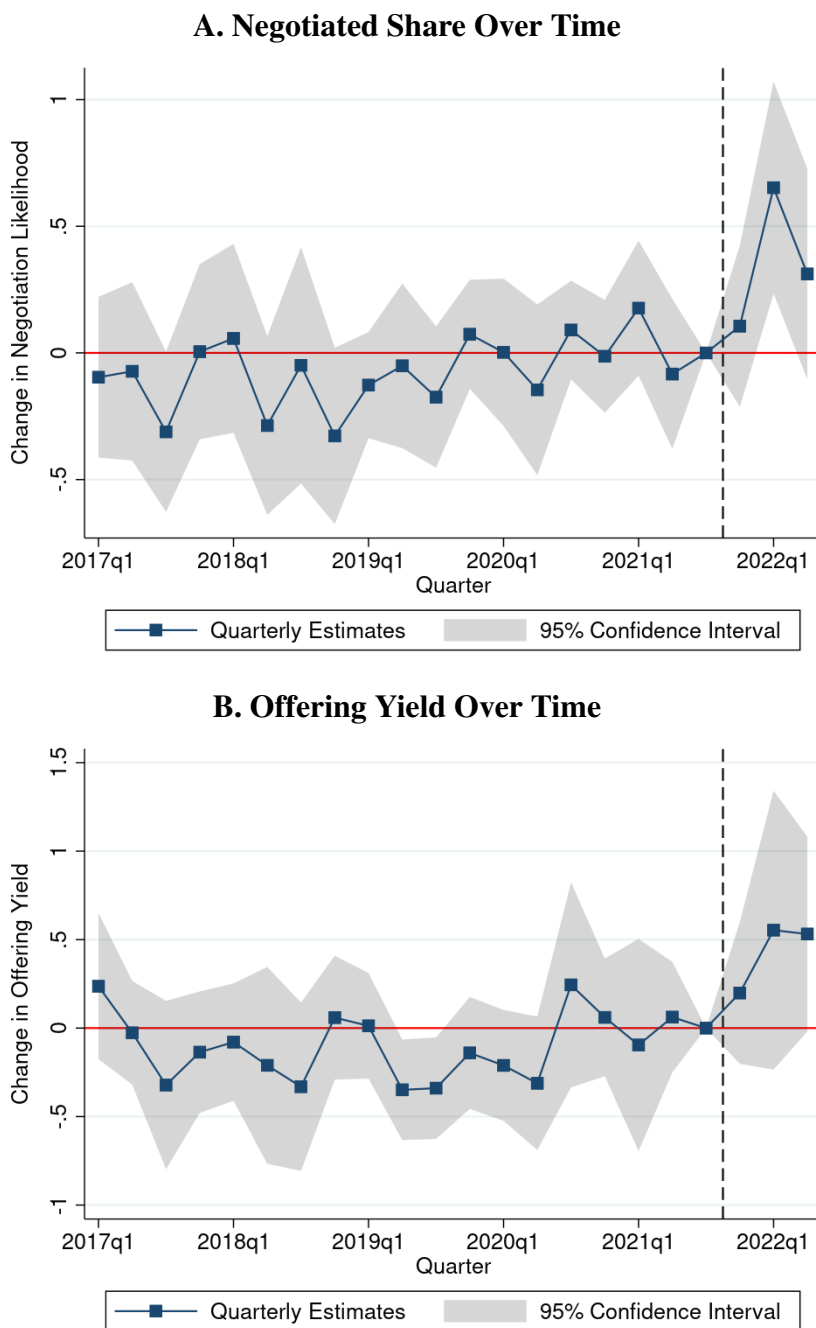 A. Negotiated Share Over Time
Change in Negotiation Likelihood
1
.5
0
-.5
2017q1 2018q1 2019q1 2020q1 2021q1 2022q1
Quarter
Quarterly Estimates 95% Confidence Interval
B. Offering Yield Over Time
Change in Offering Yield
1.5
1
.5
0
-.5
-1
2017q1 2018q1 2019q1 2020q1 2021q1 2022q1
Quarter
Quarterly Estimates 95% Confidence Interval